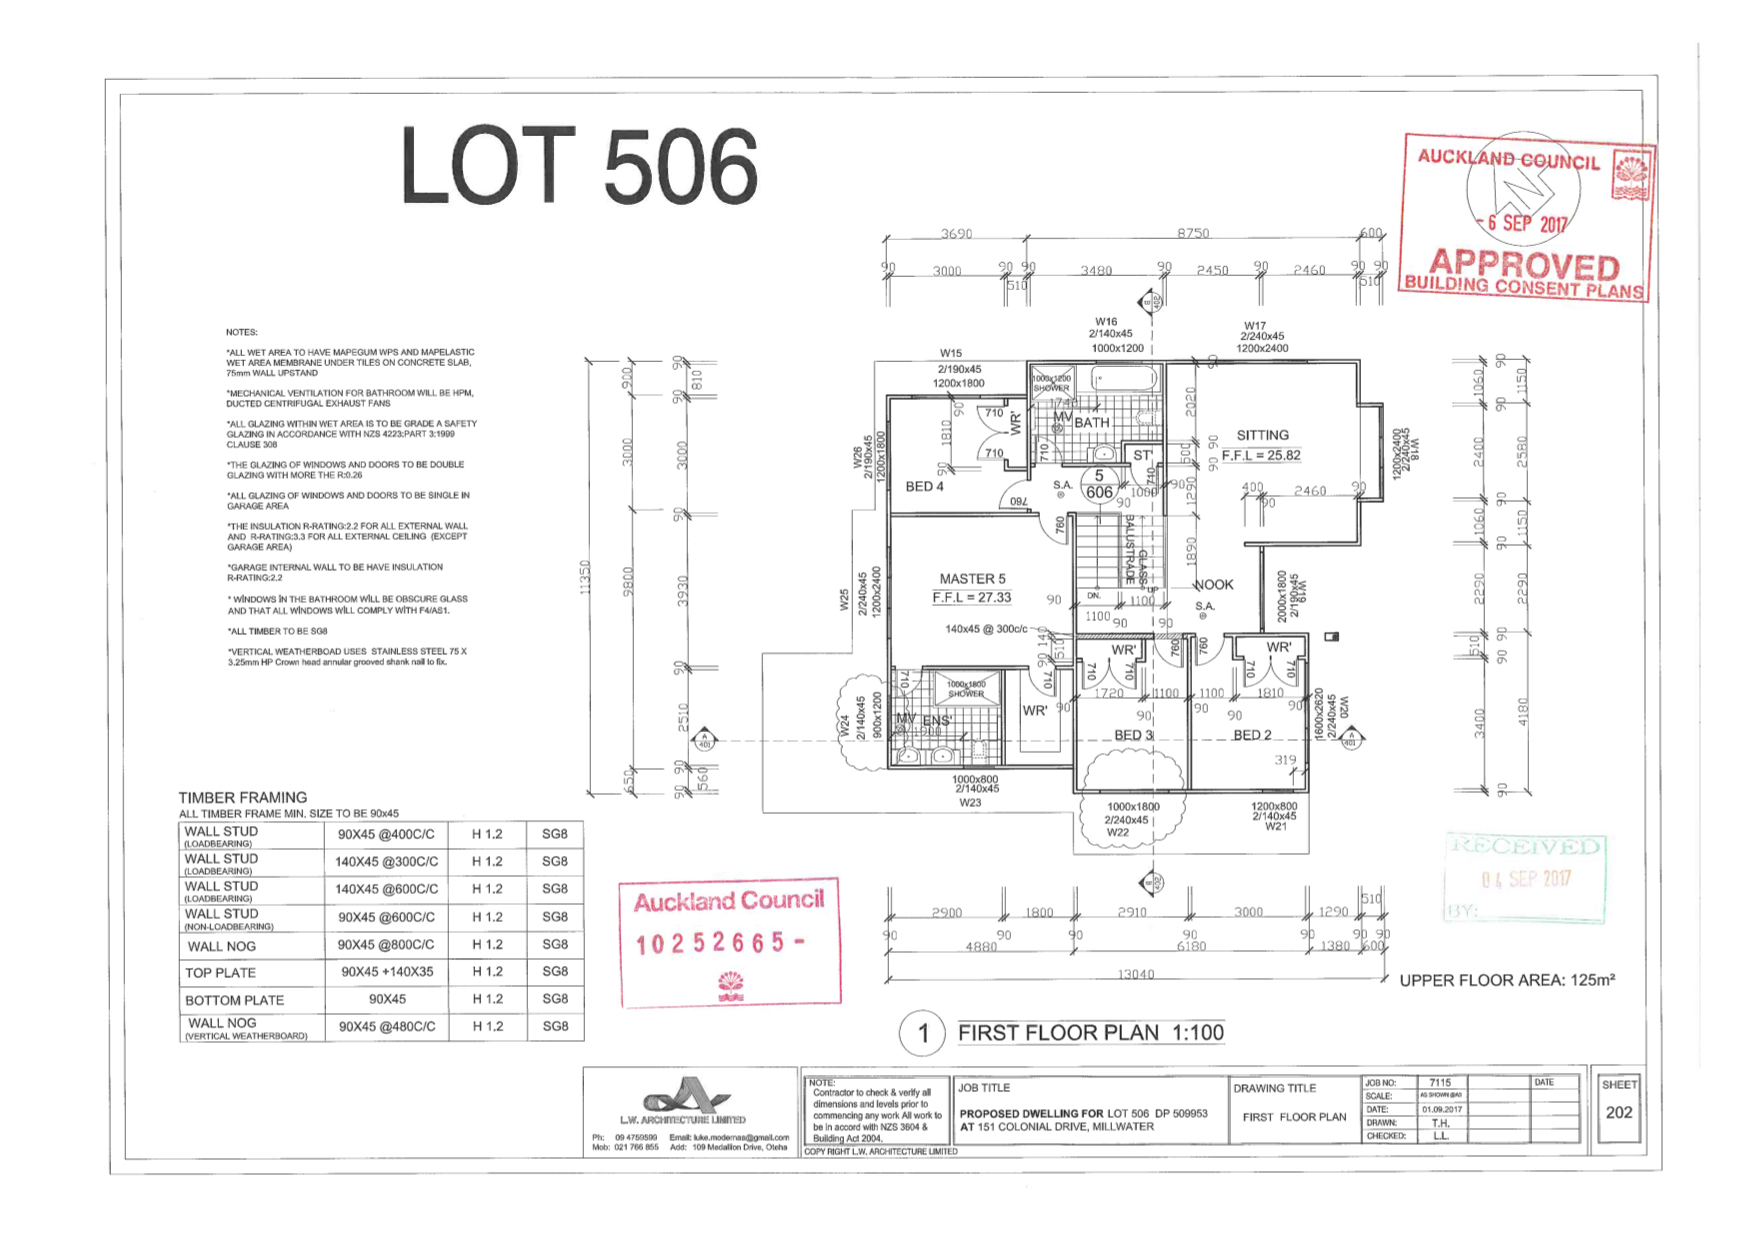 LOT 506
AUCKLAND COUNCIL
- 6 SEP 2017
APPROVED
BUILDING CONSENT PLANS
3690
8750
600
90
3000
90
90
510
3480
90
2450
90
2460
90
90
510
NOTES:
*ALL WET AREA TO HAVE MAPEGUM WPS AND MAPELASTIC
WET AREA MEMBRANE UNDER TILES ON CONCRETE SLAB,
75mm WALL UPSTAND
*MECHANICAL VENTILATION FOR BATHROOM WILL BE HPM,
DUCTED CENTRIFUGAL EXHAUST FANS
*ALL GLAZING WITHIN WET AREA IS TO BE GRADE A SAFETY
GLAZING IN ACCORDANCE WITH NZS 4223:PART 3:1999
CLAUSE 308
*THE GLAZING OF WINDOWS AND DOORS TO BE DOUBLE
GLAZING WITH MORE THE R:0.26
*ALL GLAZING OF WINDOWS AND DOORS TO BE SINGLE IN
GARAGE AREA
*THE INSULATION R-RATING:2.2 FOR ALL EXTERNAL WALL
AND R-RATING:3.3 FOR ALL EXTERNAL CEILING (EXCEPT
GARAGE AREA)
*GARAGE INTERNAL WALL TO BE HAVE INSULATION
R-RATING:2.2
* WINDOWS IN THE BATHROOM WILL BE OBSCURE GLASS
AND THAT ALL WINDOWS WILL COMPLY WITH F4/AS1.
*ALL TIMBER TO BE SG8
*VERTICAL WEATHERBOAD USES STAINLESS STEEL 75 X
3.25mm HP Crown head annular grooved shank nail to fix.
W15
2/190x45
1200x1800
W16
2/140x45
1000x1200
W17
2/240x45
1200x2400
W18
2/240x45
1200x2400
W26
2/190x45
1200x1800
W25
2/240x45
1200x2400
W24
2/140x45
900x1200
2000x1800
2/190x45
W19
1600x2620
2/240x45
W20
11350
900
9800
3000
650
90
810
90
3000
90
3930
90
2510
90
560
90
1000x1200
SHOWER
MV
BATH
710
WR'
710
710
90
1810
90
BED 4
760
S.A.
5
606
ST'
710
1000
90
90
2020
90
500
90
1290
1890
SITTING
F.F.L = 25.82
400
90
2460
90
MASTER 5
F.F.L = 27.33
760
BALUSTRADE
GLASS
DN.
UP
1100
1100
90
90
90
140x45 @ 300c/c
140
510
90
NOOK
S.A.
760
760
710
1000x1800
SHOWER
MV
ENS'
1900
710
WR'
90
WR'
710
710
1720
1100
90
BED 3
1100
1810
90
90
90
WR'
710
710
BED 2
319
A
401
A
401
B
402
B
402
1000x800
2/140x45
W23
1000x1800
2/240x45
W22
1200x800
2/140x45
W21
1060
90
1150
90
2400
2580
1060
90
1150
90
2290
2290
510
90
90
3400
4180
90
TIMBER FRAMING
ALL TIMBER FRAME MIN. SIZE TO BE 90x45
WALL STUD (LOADBEARING) 90X45 @400C/C H 1.2 SG8
WALL STUD (LOADBEARING) 140X45 @300C/C H 1.2 SG8
WALL STUD (LOADBEARING) 140X45 @600C/C H 1.2 SG8
WALL STUD (NON-LOADBEARING) 90X45 @600C/C H 1.2 SG8
WALL NOG 90X45 @800C/C H 1.2 SG8
TOP PLATE 90X45 +140X35 H 1.2 SG8
BOTTOM PLATE 90X45 H 1.2 SG8
WALL NOG (VERTICAL WEATHERBOARD) 90X45 @480C/C H 1.2 SG8
Auckland Council
10252665-
RECEIVED
04 SEP 2017
BY:
2900
1800
2910
3000
1290
510
90
90
90
90
90
90
90
4880
6180
1380
600
13040
UPPER FLOOR AREA: 125m²
1
FIRST FLOOR PLAN 1:100
L.W. ARCHITECTURE LIMITED
Ph: 09 4759599 Email: luke.modernas@gmail.com
Mob: 021 766 855 Add: 109 Medallion Drive, Oteha
NOTE:
Contractor to check & verify all
dimensions and levels prior to
commencing any work All work to
be in accord with NZS 3604 &
Building Act 2004.
COPY RIGHT L.W. ARCHITECTURE LIMITED
JOB TITLE
PROPOSED DWELLING FOR LOT 506 DP 509953
AT 151 COLONIAL DRIVE, MILLWATER
DRAWING TITLE
FIRST FLOOR PLAN
JOB NO: 7115 DATE
SCALE: AS SHOWN @A3
DATE: 01.09.2017
DRAWN: T.H.
CHECKED: L.L.
SHEET
202